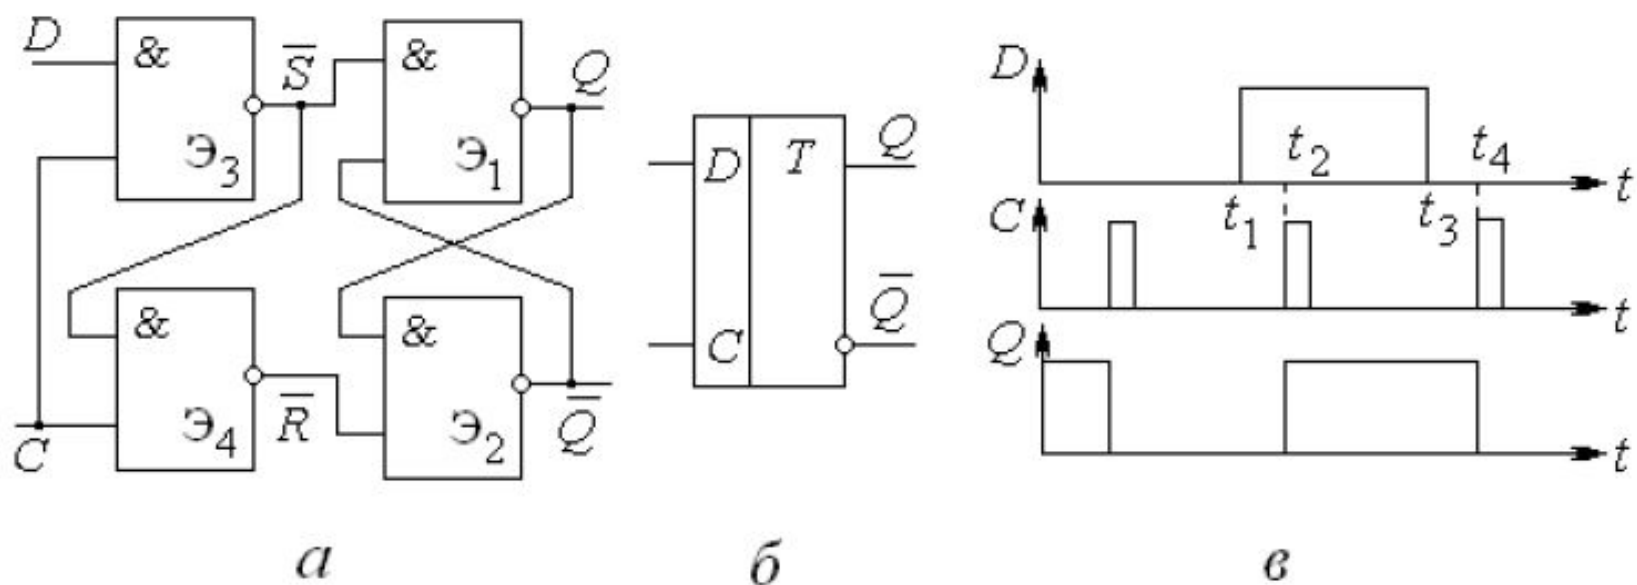 D & S̅ & Q
Э₃ Э₁
& &
Э₄ R̅ Э₂ Q̅
C
а
D T Q
C Q̅
б
D t₂ t₄ t
C t₁ t₃ t
Q t
в